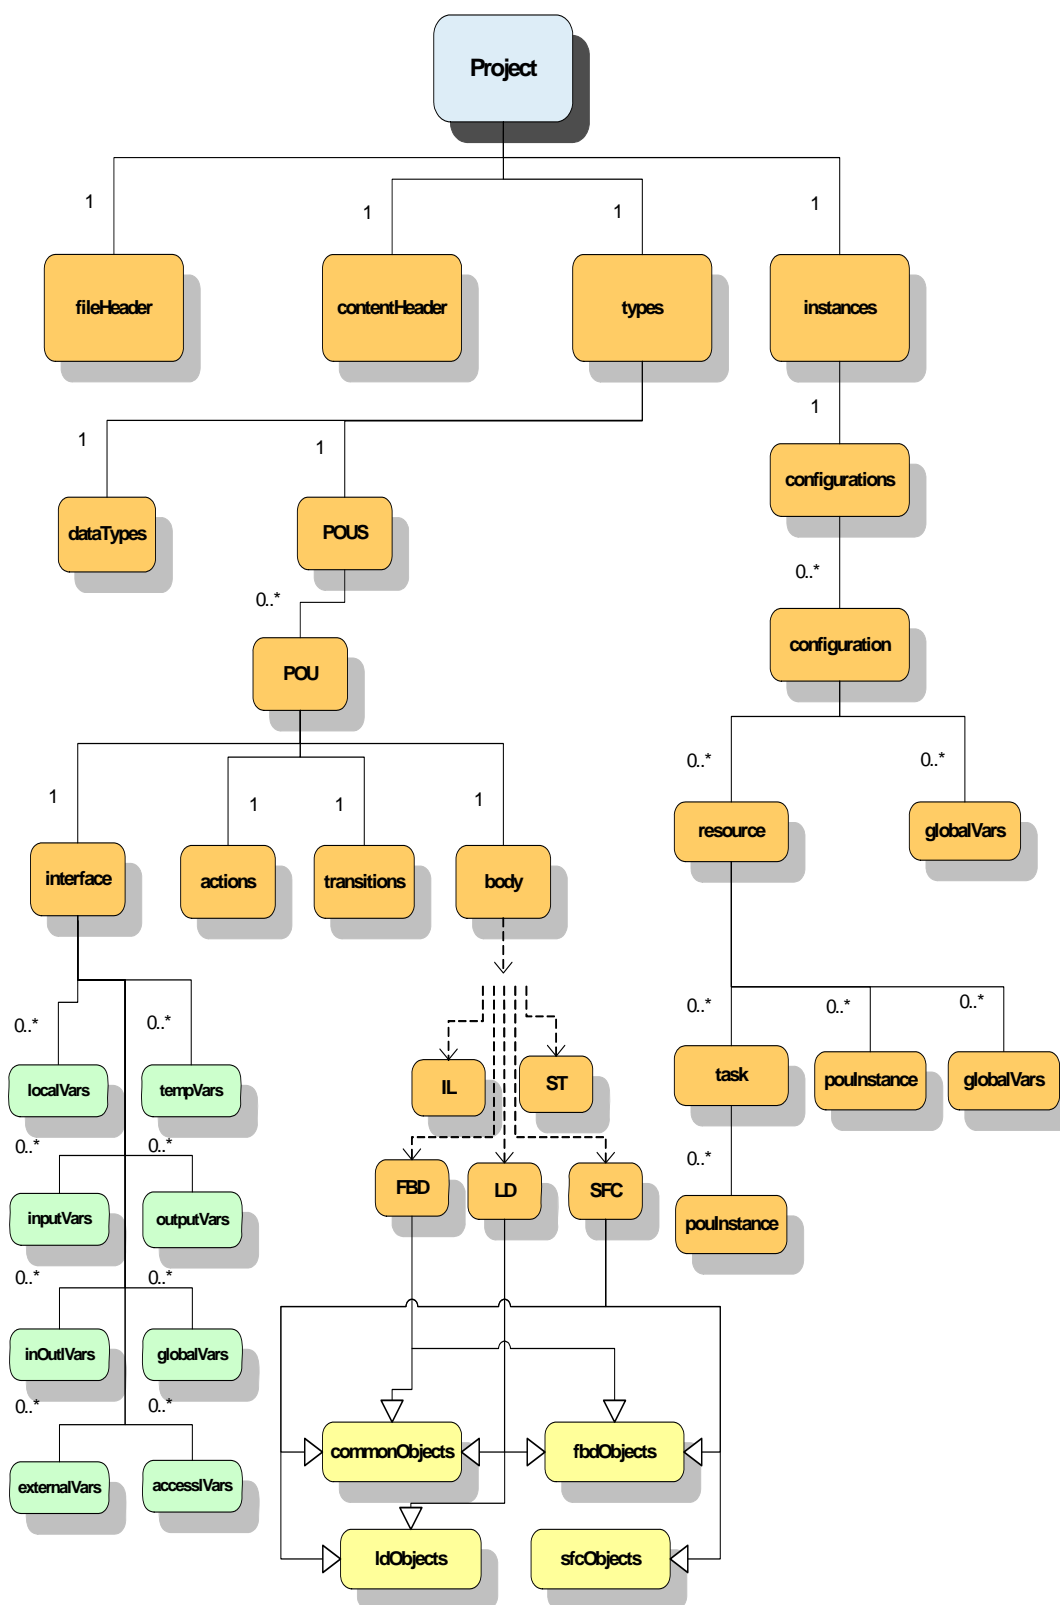 Project
1
1
1
1
fileHeader
contentHeader
types
instances
1
1
1
configurations
dataTypes
POUS
0..*
0..*
configuration
POU
0..*
0..*
1
1
1
1
resource
globalVars
interface
actions
transitions
body
0..*
0..*
0..*
0..*
0..*
localVars
tempVars
IL
ST
task
pouInstance
globalVars
0..*
0..*
0..*
FBD
LD
SFC
inputVars
outputVars
pouInstance
0..*
0..*
inOutlVars
globalVars
0..*
0..*
commonObjects
fbdObjects
externalVars
accesslVars
ldObjects
sfcObjects